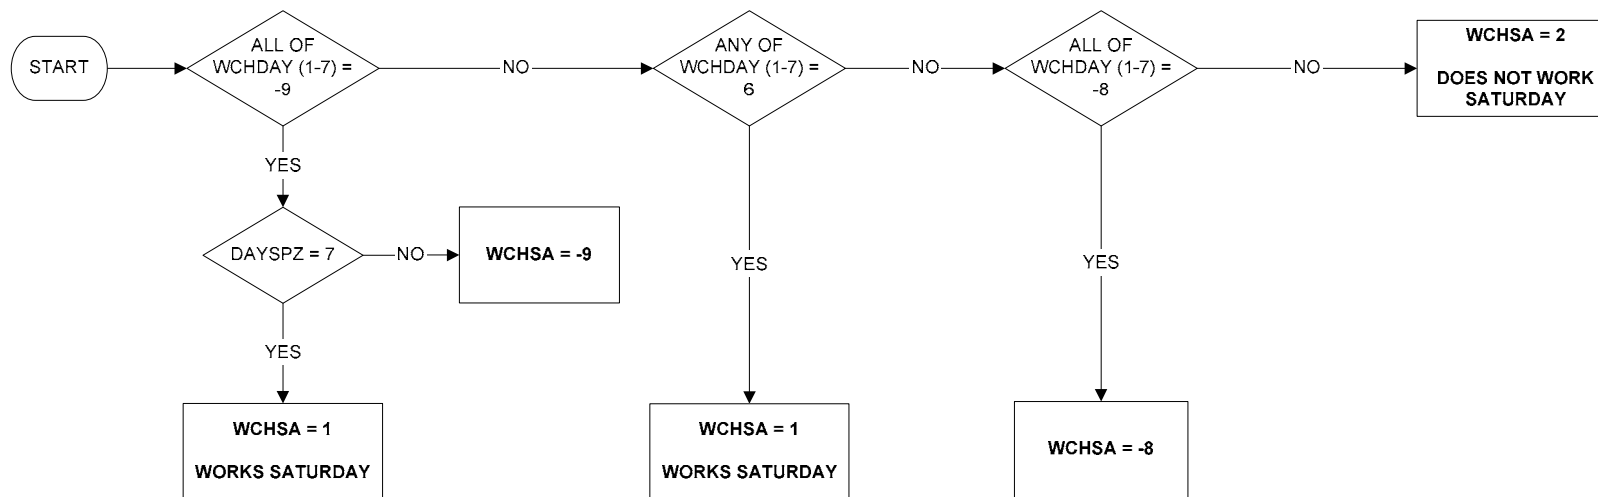 START
ALL OF
WCHDAY (1-7) =
-9
NO
ANY OF
WCHDAY (1-7) =
6
NO
ALL OF
WCHDAY (1-7) =
-8
NO
WCHSA = 2
DOES NOT WORK
SATURDAY
YES
DAYSPZ = 7
NO
WCHSA = -9
YES
YES
YES
WCHSA = 1
WORKS SATURDAY
WCHSA = 1
WORKS SATURDAY
WCHSA = -8